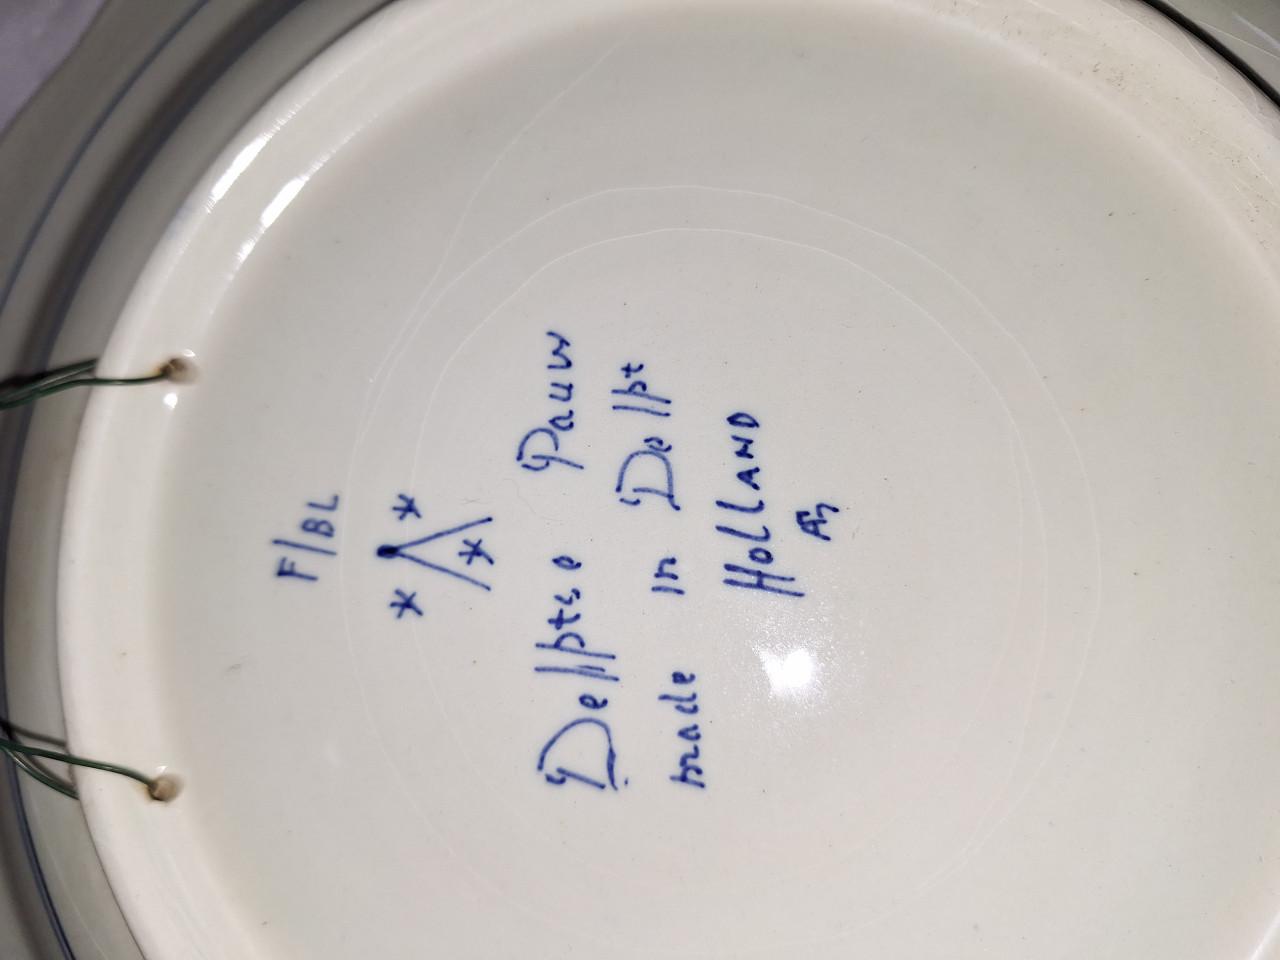 F/BL
* *
*
Delftse Pauw
made in Delft
HOLLAND